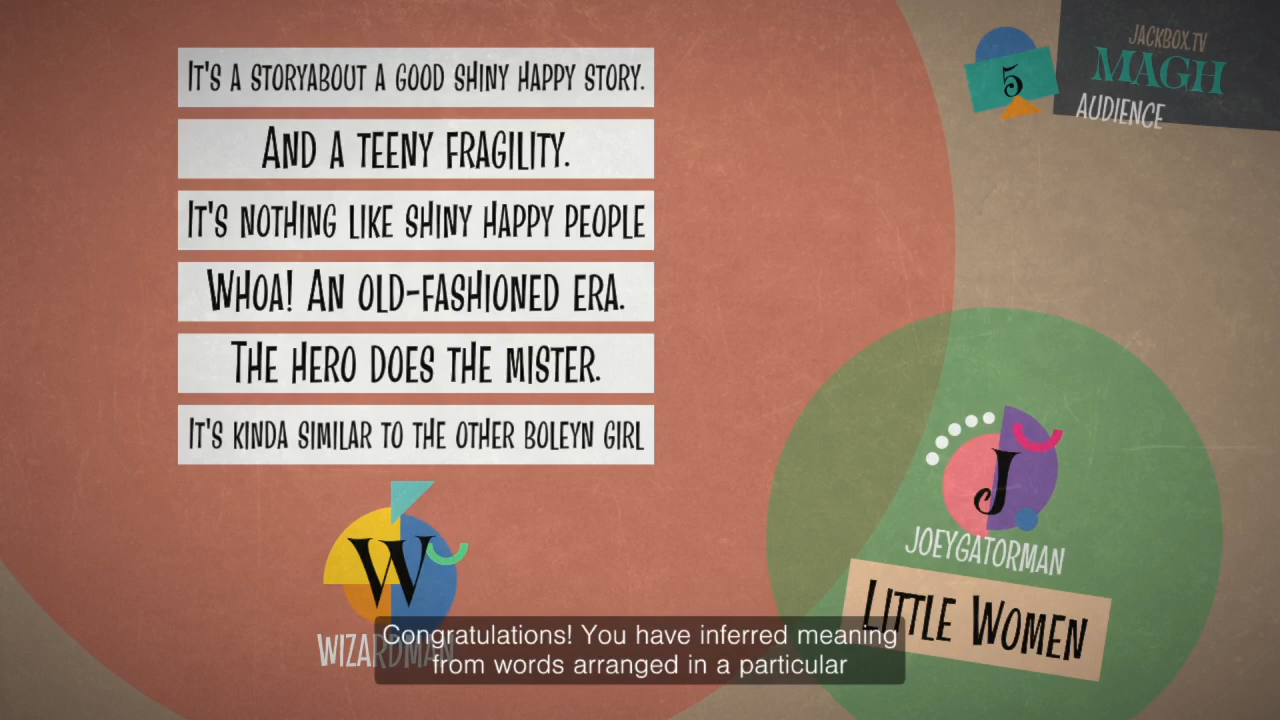 It's a storyabout a good shiny happy story.
And a teeny fragility.
It's nothing like shiny happy people
Whoa! An old-fashioned era.
The hero does the mister.
It's kinda similar to the other boleyn girl
5
JACKBOX.TV
MAGH
AUDIENCE
W
WIZARDMAN
J
JOEYGATORMAN
Little Women
Congratulations! You have inferred meaning
from words arranged in a particular